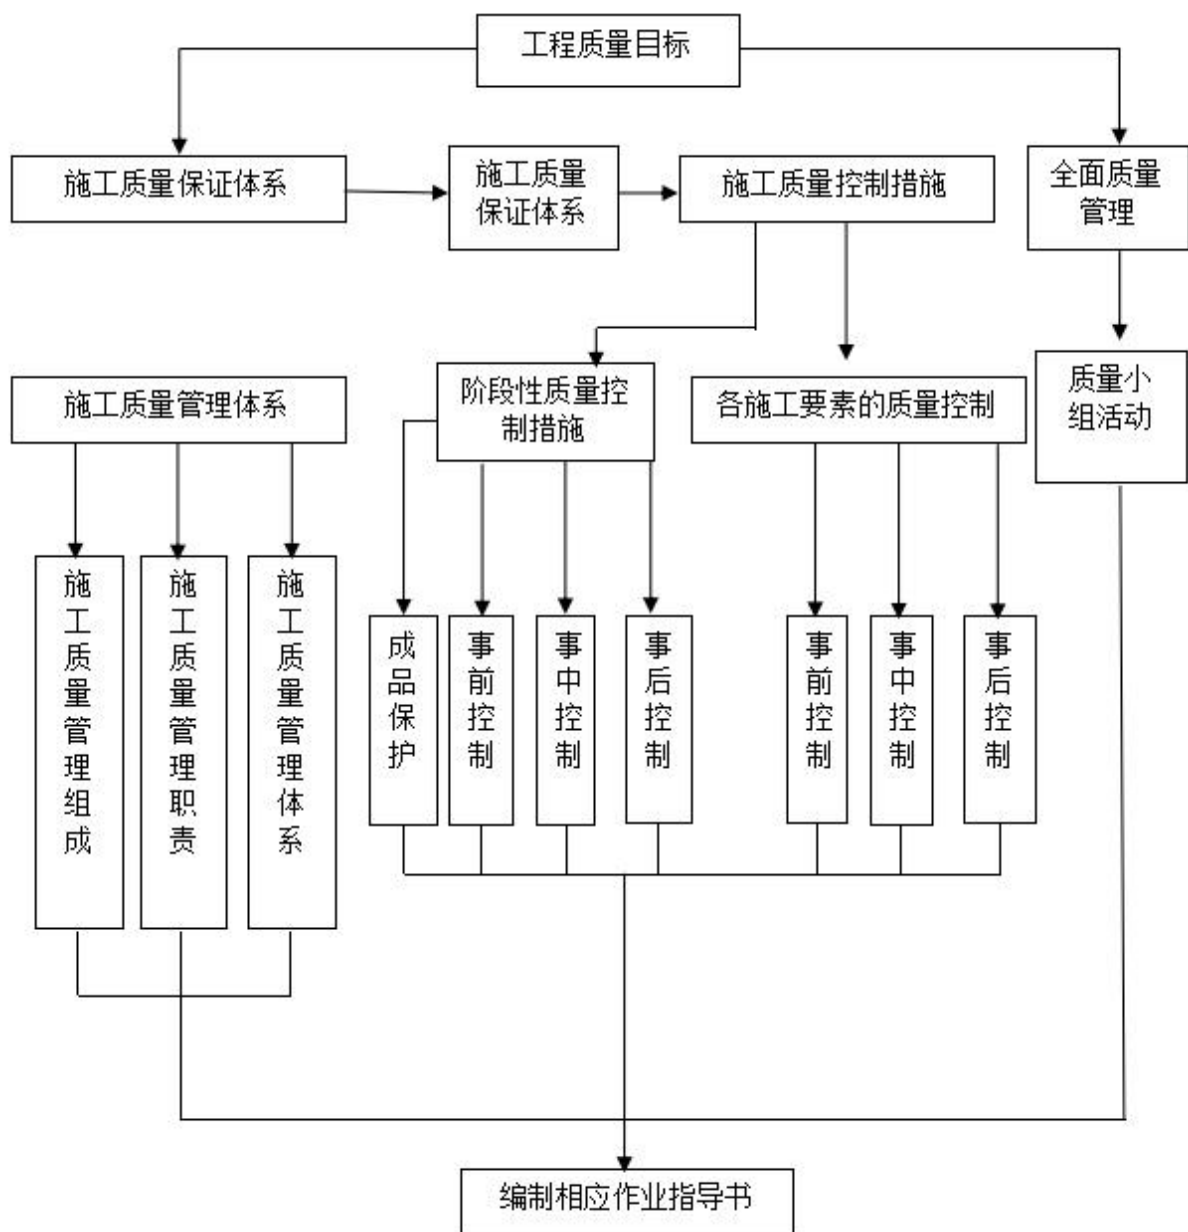 工程质量目标
施工质量保证体系
施工质量
保证体系
施工质量控制措施
全面质量
管理
施工质量管理体系
阶段性质量控
制措施
各施工要素的质量控制
质量小
组活动
施工质量管理组成
施工质量管理职责
施工质量管理体系
成品保护
事前控制
事中控制
事后控制
事前控制
事中控制
事后控制
编制相应作业指导书